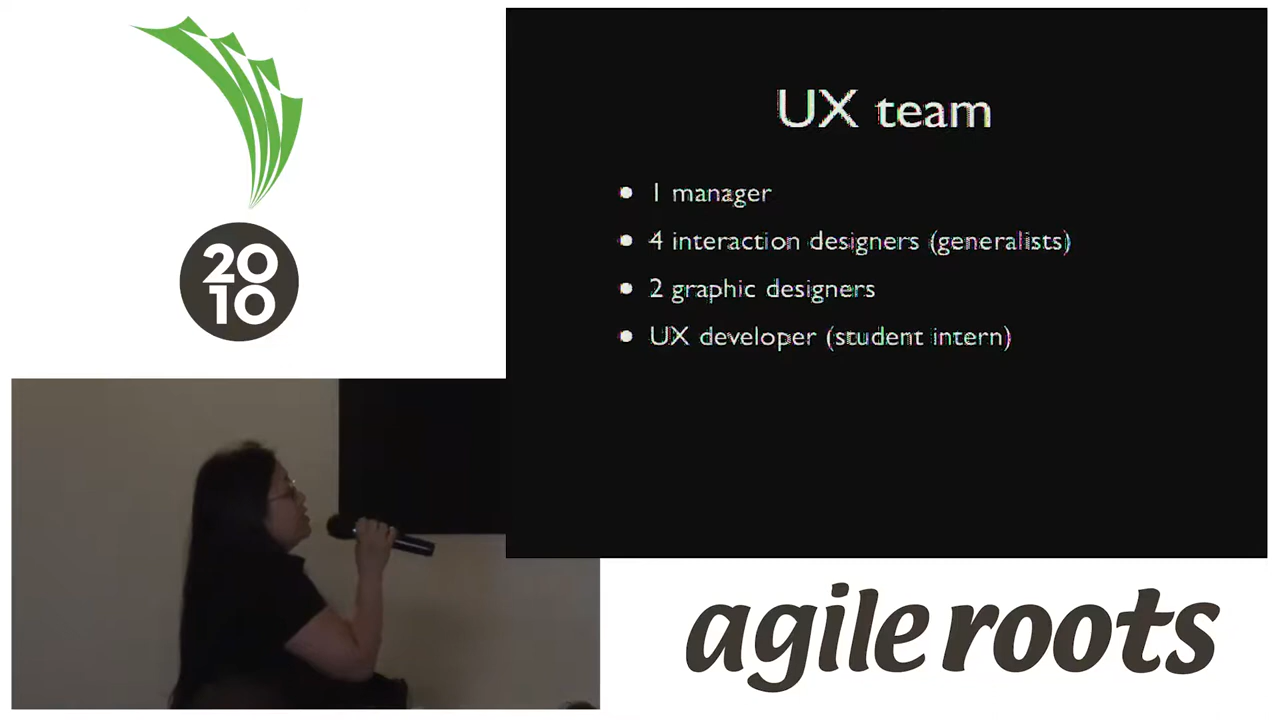 20
10
UX team
1 manager
4 interaction designers (generalists)
2 graphic designers
UX developer (student intern)
agile roots